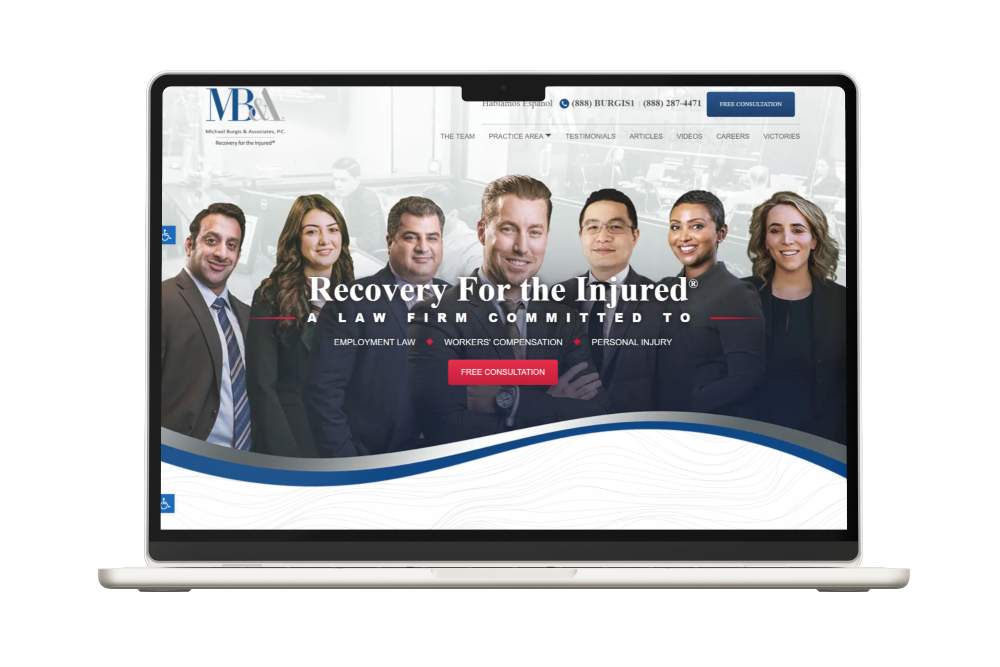 MB&A
Michael Burgis & Associates, P.C.
Recovery for the Injured®
Hablamos Español (888) BURGIS1 | (888) 287-4471 FREE CONSULTATION
THE TEAM PRACTICE AREA TESTIMONIALS ARTICLES VIDEOS CAREERS VICTORIES
Recovery For the Injured®
A LAW FIRM COMMITTED TO
EMPLOYMENT LAW WORKERS' COMPENSATION PERSONAL INJURY
FREE CONSULTATION